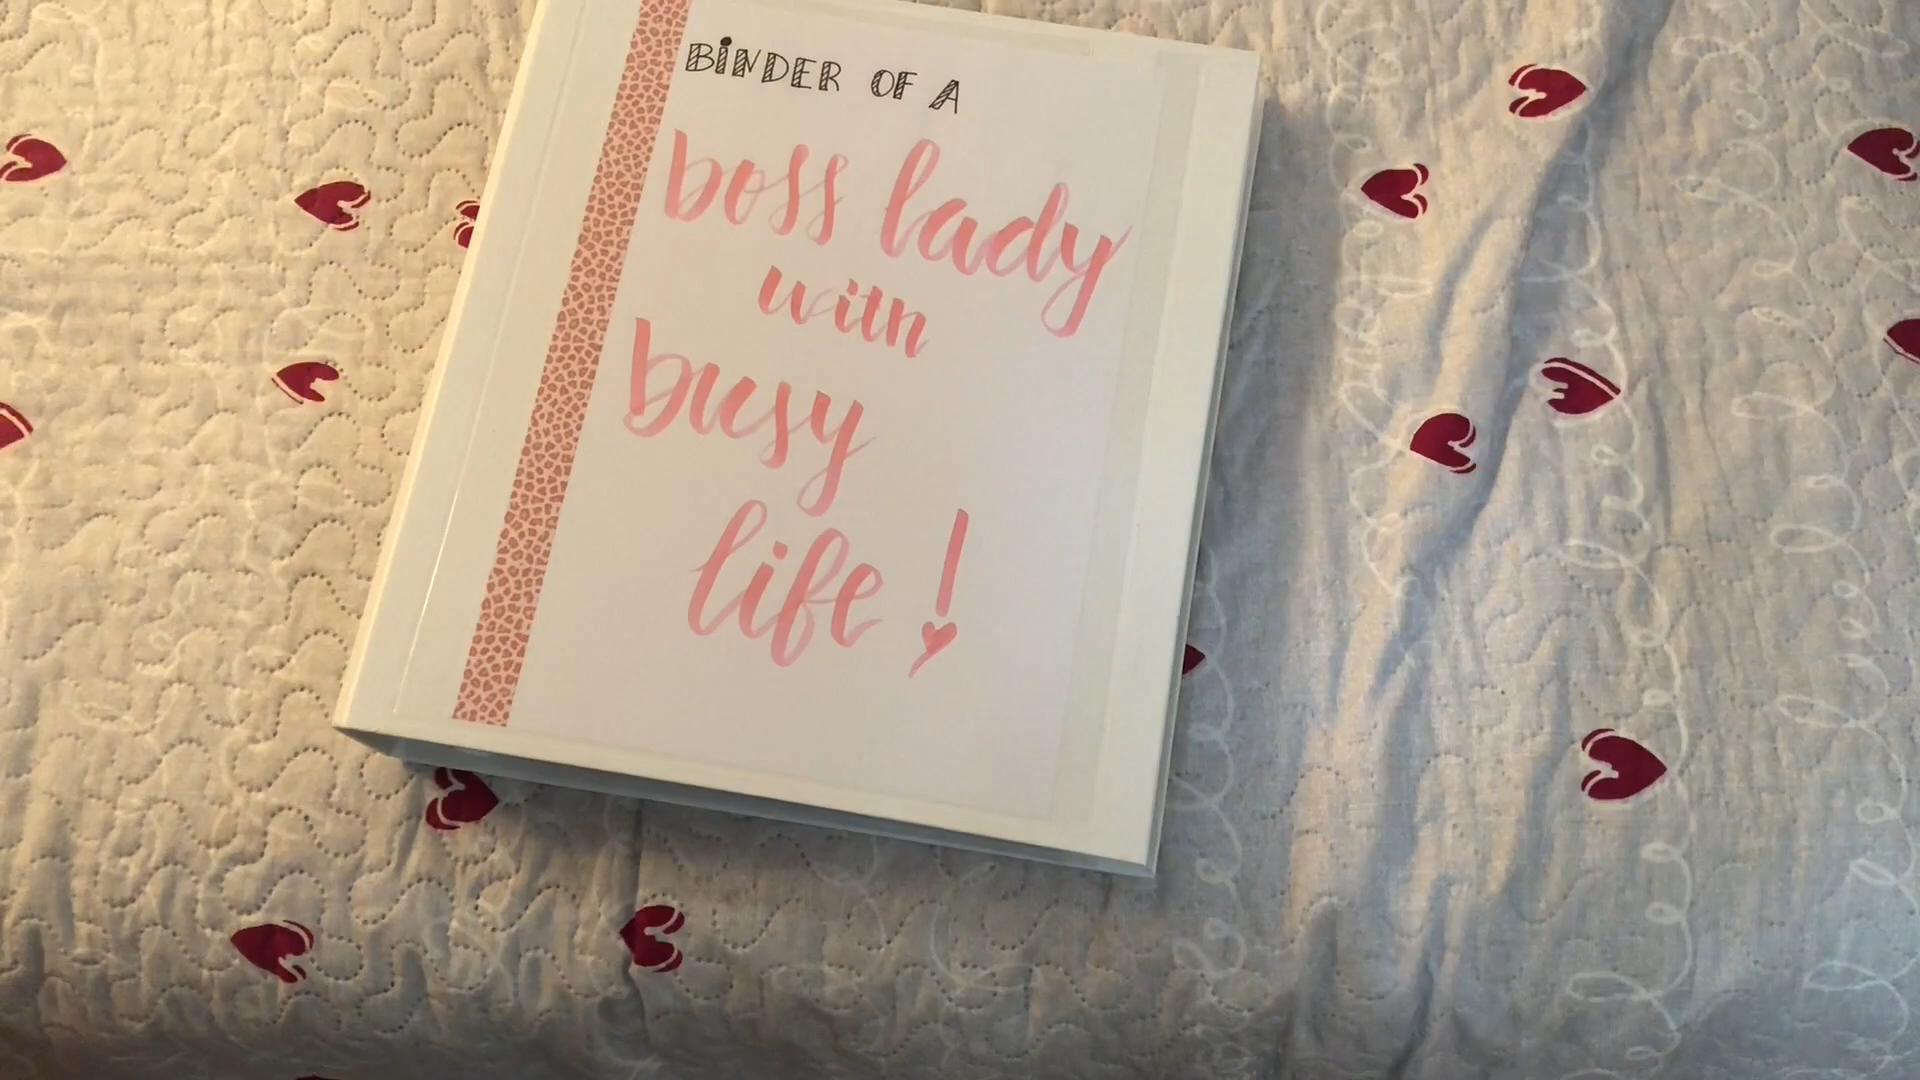 BINDER OF A
boss lady
with
busy
life!